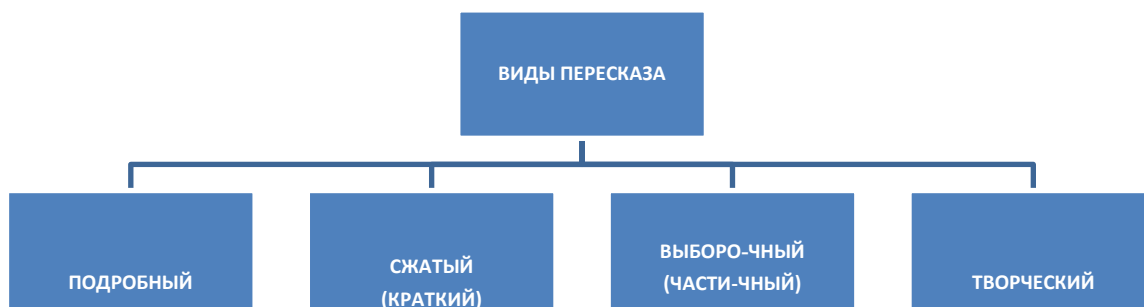 ВИДЫ ПЕРЕСКАЗА
ПОДРОБНЫЙ
СЖАТЫЙ
(КРАТКИЙ)
ВЫБОРО-ЧНЫЙ
(ЧАСТИ-ЧНЫЙ)
ТВОРЧЕСКИЙ